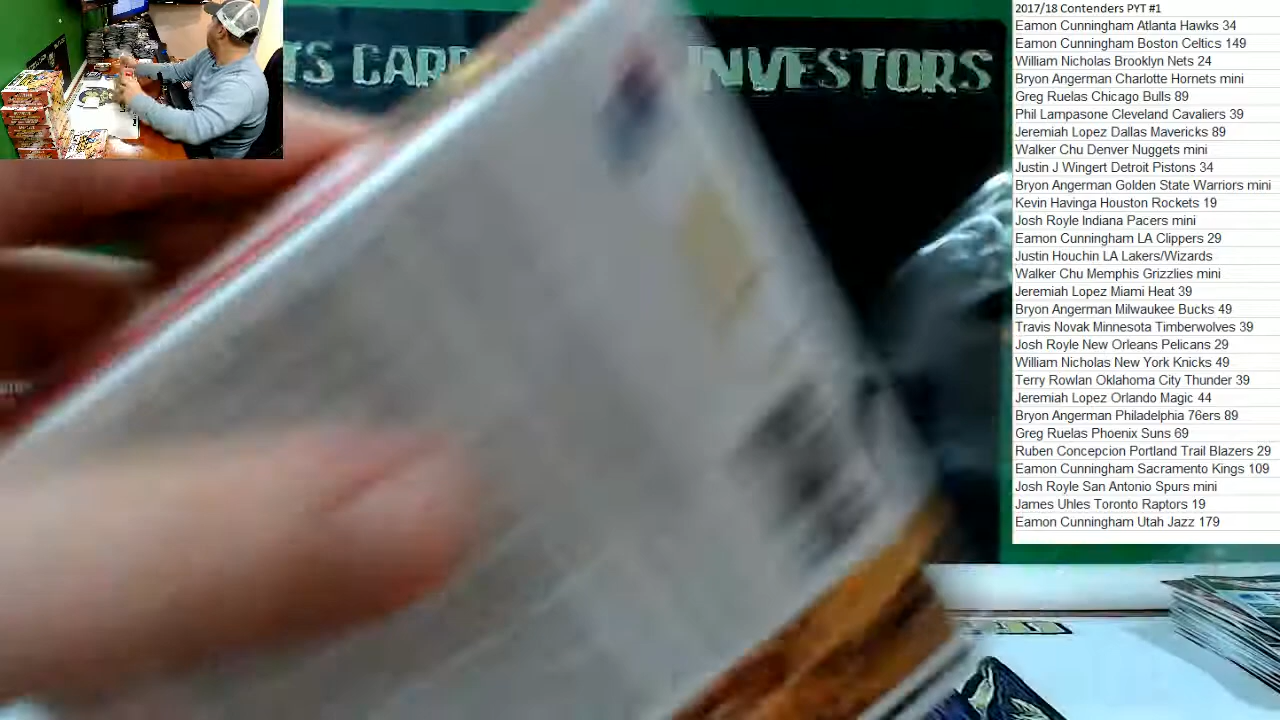 TS CARD INVESTORS
2017/18 Contenders PYT #1
Eamon Cunningham Atlanta Hawks 34
Eamon Cunningham Boston Celtics 149
William Nicholas Brooklyn Nets 24
Bryon Angerman Charlotte Hornets mini
Greg Ruelas Chicago Bulls 89
Phil Lampasone Cleveland Cavaliers 39
Jeremiah Lopez Dallas Mavericks 89
Walker Chu Denver Nuggets mini
Justin J Wingert Detroit Pistons 34
Bryon Angerman Golden State Warriors mini
Kevin Havinga Houston Rockets 19
Josh Royle Indiana Pacers mini
Eamon Cunningham LA Clippers 29
Justin Houchin LA Lakers/Wizards
Walker Chu Memphis Grizzlies mini
Jeremiah Lopez Miami Heat 39
Bryon Angerman Milwaukee Bucks 49
Travis Novak Minnesota Timberwolves 39
Josh Royle New Orleans Pelicans 29
William Nicholas New York Knicks 49
Terry Rowlan Oklahoma City Thunder 39
Jeremiah Lopez Orlando Magic 44
Bryon Angerman Philadelphia 76ers 89
Greg Ruelas Phoenix Suns 69
Ruben Concepcion Portland Trail Blazers 29
Eamon Cunningham Sacramento Kings 109
Josh Royle San Antonio Spurs mini
James Uhles Toronto Raptors 19
Eamon Cunningham Utah Jazz 179